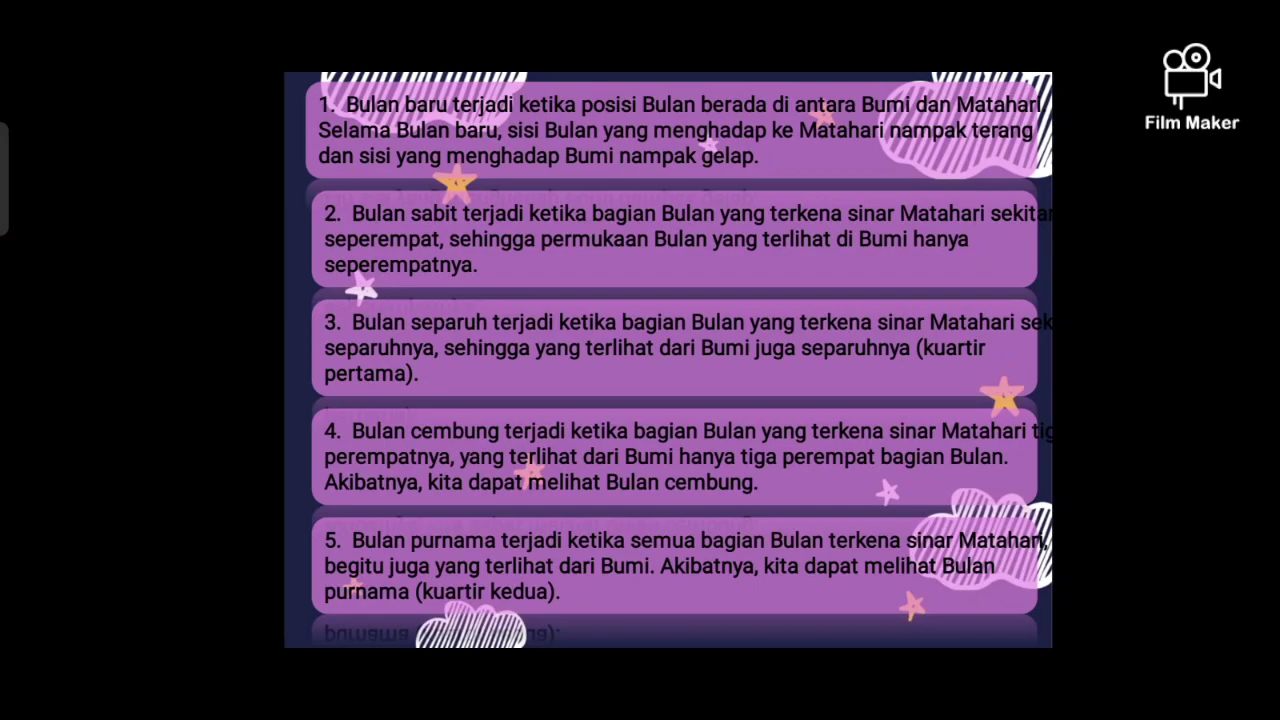 Film Maker
1. Bulan baru terjadi ketika posisi Bulan berada di antara Bumi dan Matahari.
Selama Bulan baru, sisi Bulan yang menghadap ke Matahari nampak terang
dan sisi yang menghadap Bumi nampak gelap.
2. Bulan sabit terjadi ketika bagian Bulan yang terkena sinar Matahari sekitar
seperempat, sehingga permukaan Bulan yang terlihat di Bumi hanya
seperempatnya.
3. Bulan separuh terjadi ketika bagian Bulan yang terkena sinar Matahari sek
separuhnya, sehingga yang terlihat dari Bumi juga separuhnya (kuartir
pertama).
4. Bulan cembung terjadi ketika bagian Bulan yang terkena sinar Matahari tig
perempatnya, yang terlihat dari Bumi hanya tiga perempat bagian Bulan.
Akibatnya, kita dapat melihat Bulan cembung.
5. Bulan purnama terjadi ketika semua bagian Bulan terkena sinar Matahari,
begitu juga yang terlihat dari Bumi. Akibatnya, kita dapat melihat Bulan
purnama (kuartir kedua).